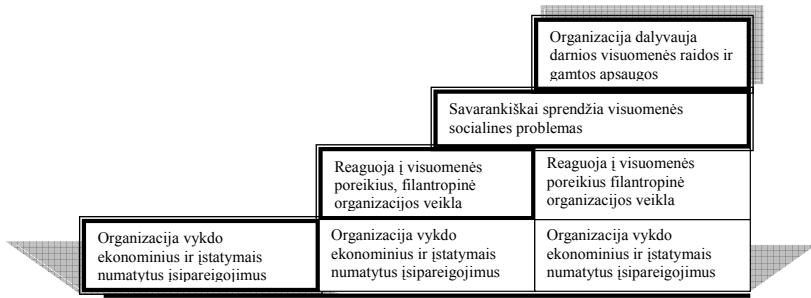 Organizacija dalyvauja
darnios visuomenės raidos ir
gamtos apsaugos
Savarankiškai sprendžia visuomenės
socialines problemas
Reaguoja į visuomenės
poreikius, filantropinė
organizacijos veikla
Reaguoja į visuomenės
poreikius filantropinė
organizacijos veikla
Organizacija vykdo
ekonominius ir įstatymais
numatytus įsipareigojimus
Organizacija vykdo
ekonominius ir įstatymais
numatytus įsipareigojimus
Organizacija vykdo
ekonominius ir įstatymais
numatytus įsipareigojimus